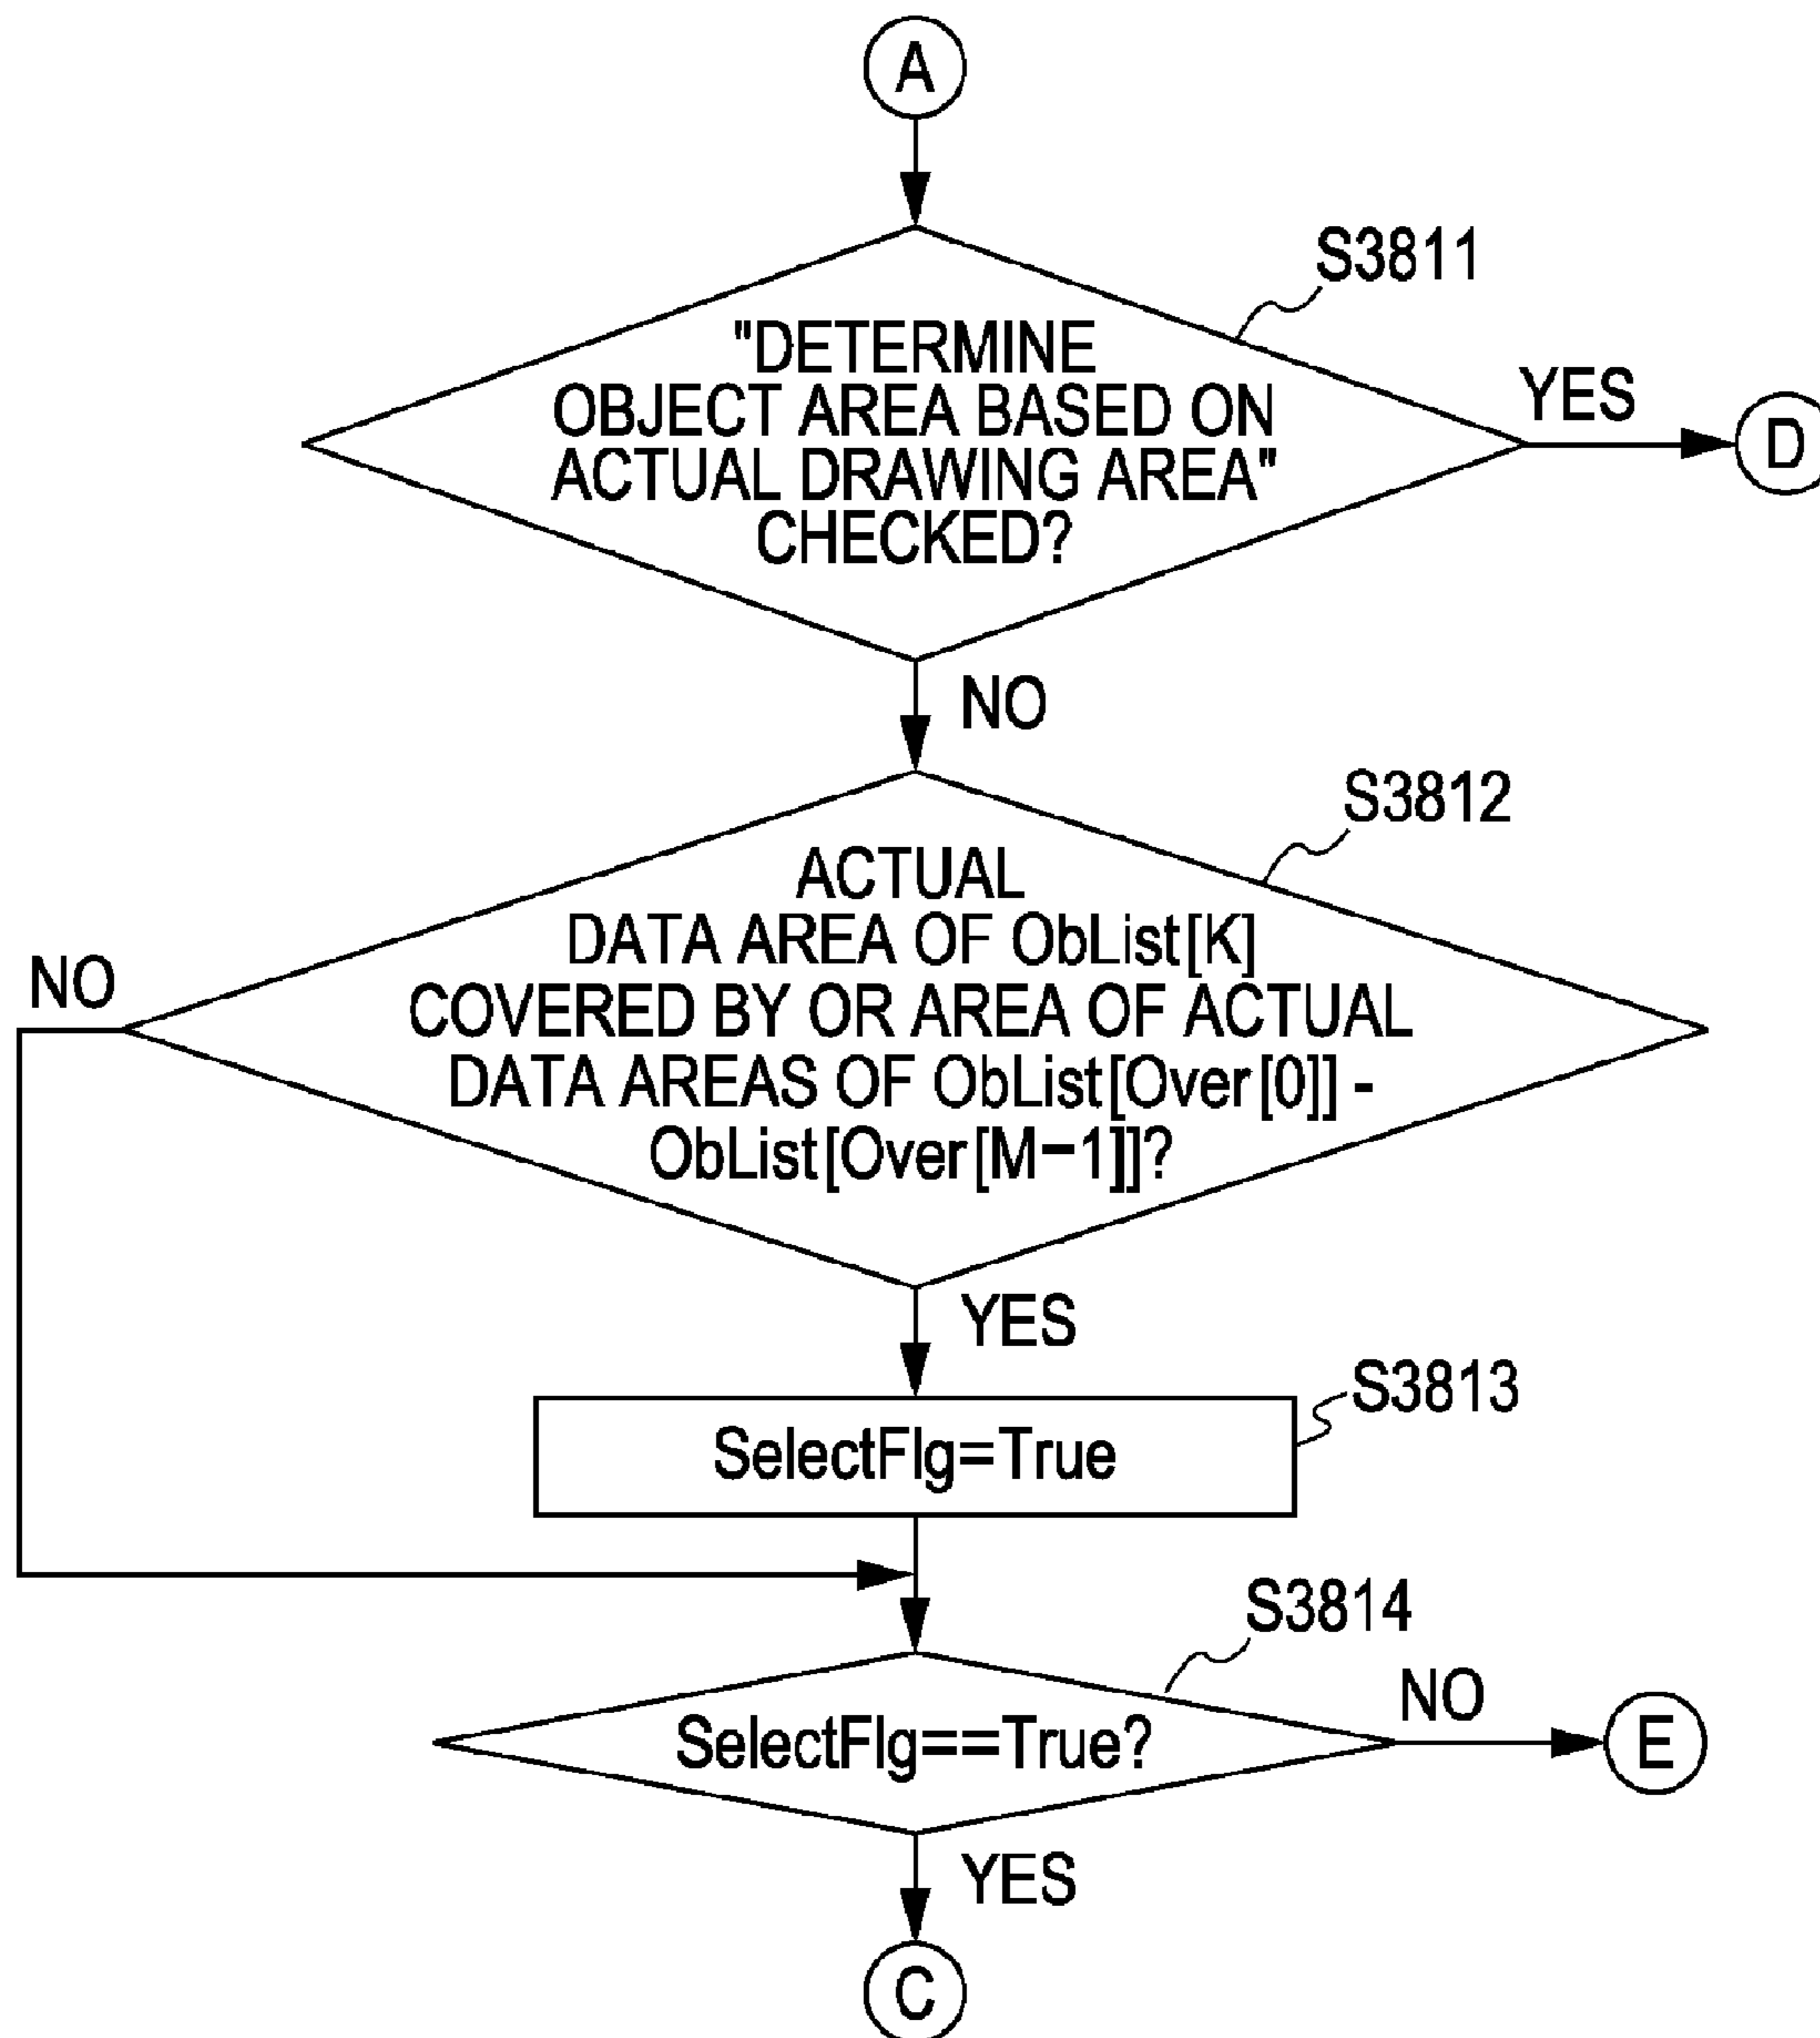 A
S3811
"DETERMINE
OBJECT AREA BASED ON
ACTUAL DRAWING AREA"
CHECKED?
YES
D
NO
S3812
ACTUAL
DATA AREA OF ObList[K]
COVERED BY OR AREA OF ACTUAL
DATA AREAS OF ObList[Over[0]] -
ObList[Over[M-1]]?
NO
YES
S3813
SelectFlg=True
S3814
SelectFlg==True?
NO
E
YES
C